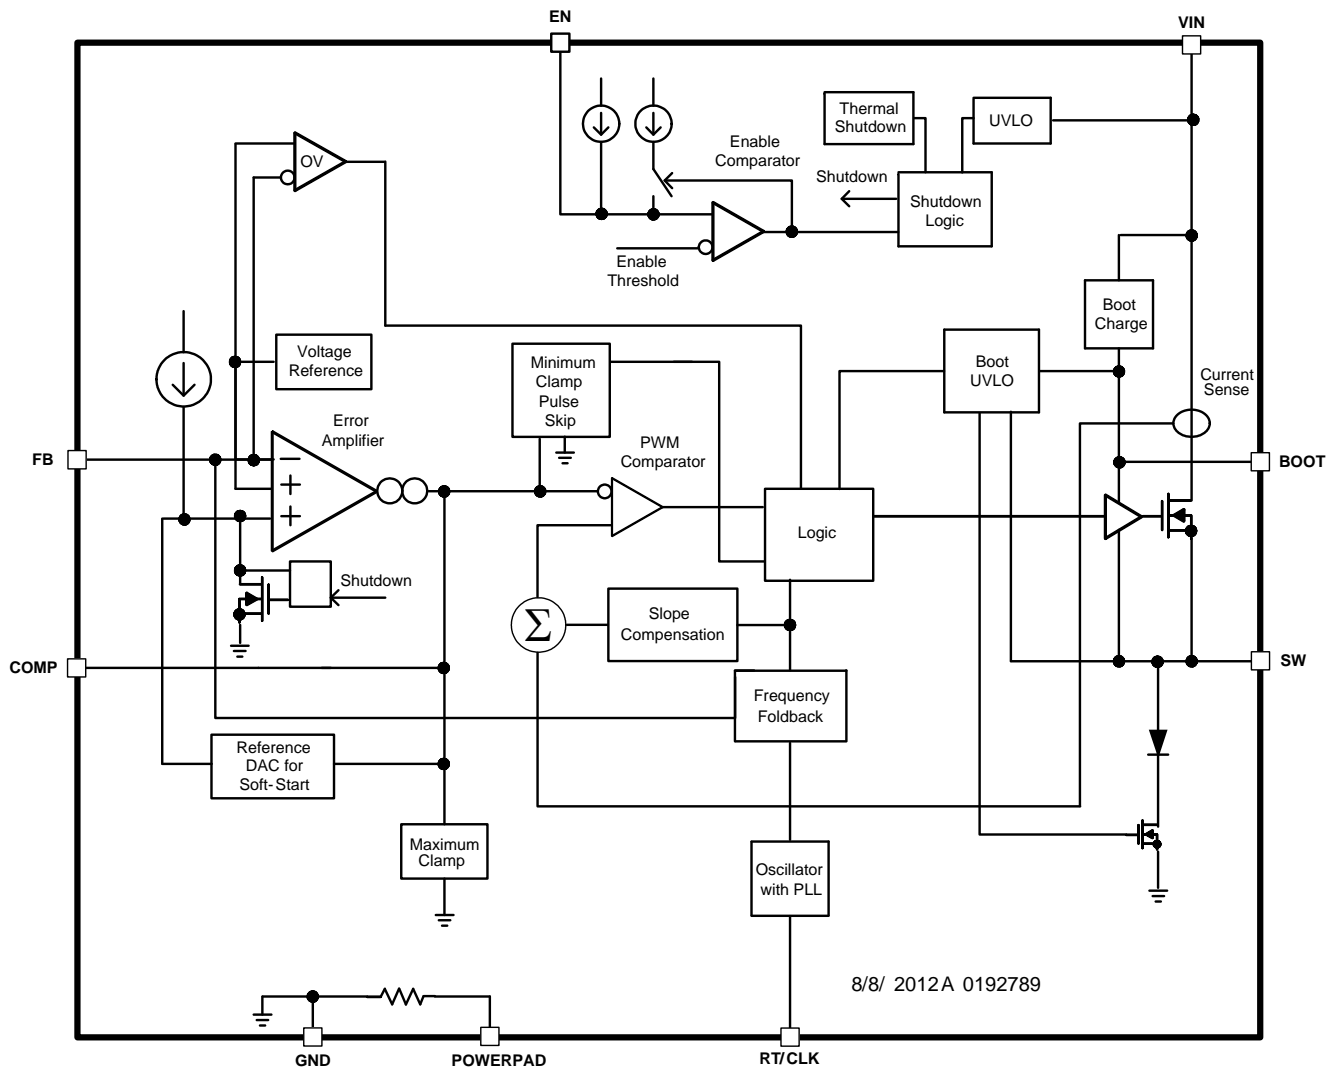 EN
VIN
Thermal
Shutdown
UVLO
Enable
Comparator
OV
Shutdown
Shutdown
Logic
Enable
Threshold
Boot
Charge
Voltage
Reference
Minimum
Clamp
Pulse
Skip
Boot
UVLO
Current
Sense
Error
Amplifier
PWM
Comparator
FB
BOOT
−
+
+
Logic
Shutdown
Σ
Slope
Compensation
COMP
SW
Frequency
Foldback
Reference
DAC for
Soft-Start
Maximum
Clamp
Oscillator
with PLL
8/8/ 2012A 0192789
GND
POWERPAD
RT/CLK